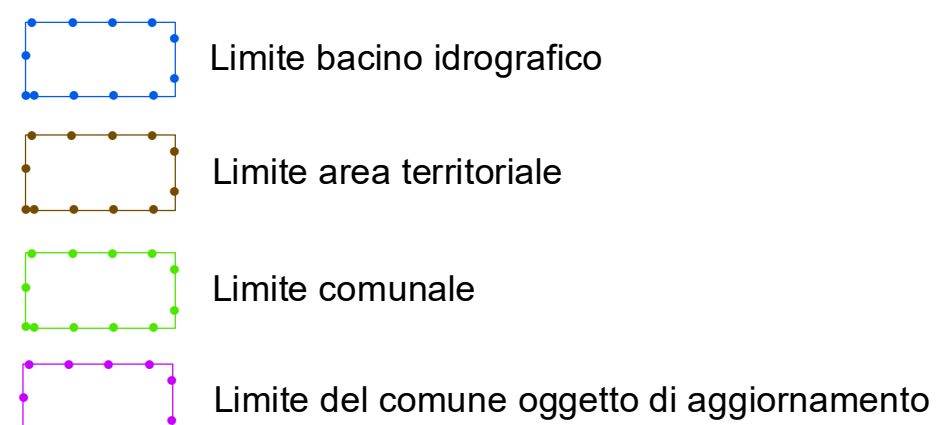 Limite bacino idrografico
Limite area territoriale
Limite comunale
Limite del comune oggetto di aggiornamento